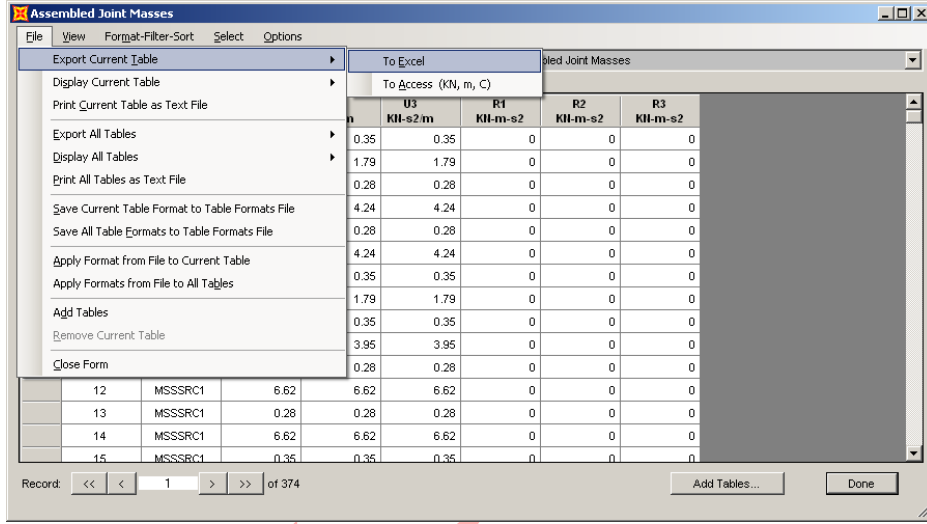 Assembled Joint Masses
File View Format-Filter-Sort Select Options
Export Current Table
To Excel
To Access (KN, m, C)
Display Current Table
Print Current Table as Text File
Export All Tables
Display All Tables
Print All Tables as Text File
Save Current Table Format to Table Formats File
Save All Table Formats to Table Formats File
Apply Format from File to Current Table
Apply Formats from File to All Tables
Add Tables
Remove Current Table
Close Form
bled Joint Masses
U3 R1 R2 R3
n KN-s2/m KN-m-s2 KN-m-s2 KN-m-s2
0.35 0.35 0 0 0
1.79 1.79 0 0 0
0.28 0.28 0 0 0
4.24 4.24 0 0 0
0.28 0.28 0 0 0
4.24 4.24 0 0 0
0.35 0.35 0 0 0
1.79 1.79 0 0 0
0.35 0.35 0 0 0
3.95 3.95 0 0 0
0.28 0.28 0 0 0
12 MSSSRC1 6.62 6.62 6.62 0 0 0
13 MSSSRC1 0.28 0.28 0.28 0 0 0
14 MSSSRC1 6.62 6.62 6.62 0 0 0
15 MSSSRC1 0.35 0.35 0.35 0 0 0
Record: << < 1 > >> of 374 Add Tables... Done